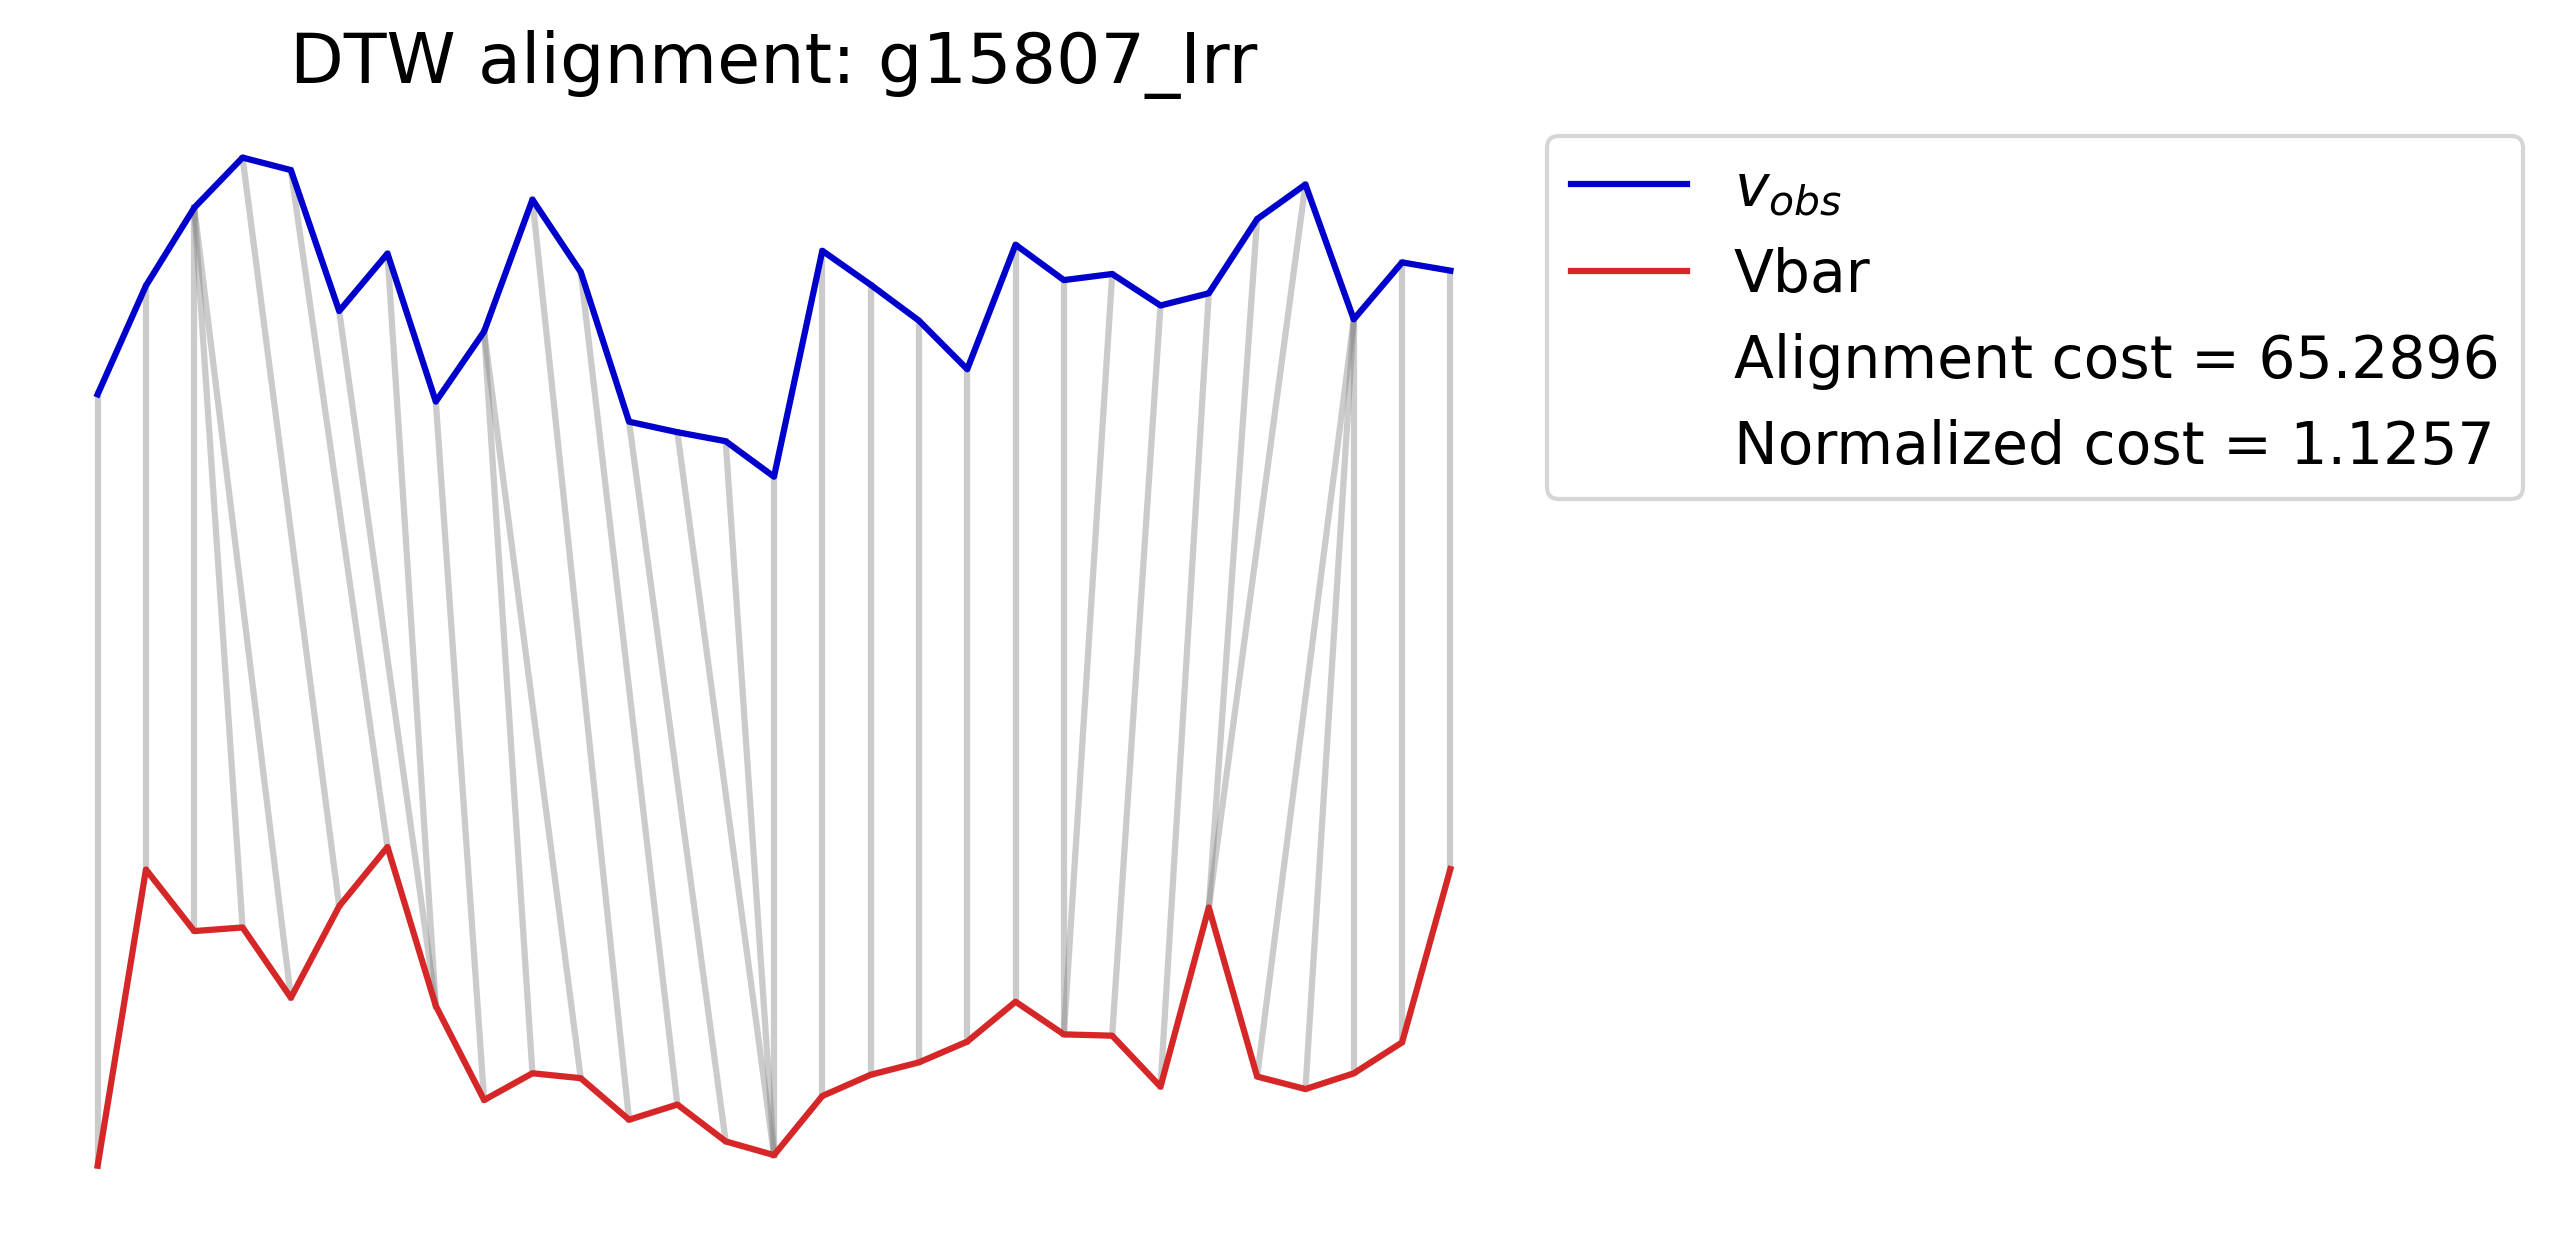 DTW alignment: g15807_Irr
v_obs
Vbar
Alignment cost = 65.2896
Normalized cost = 1.1257